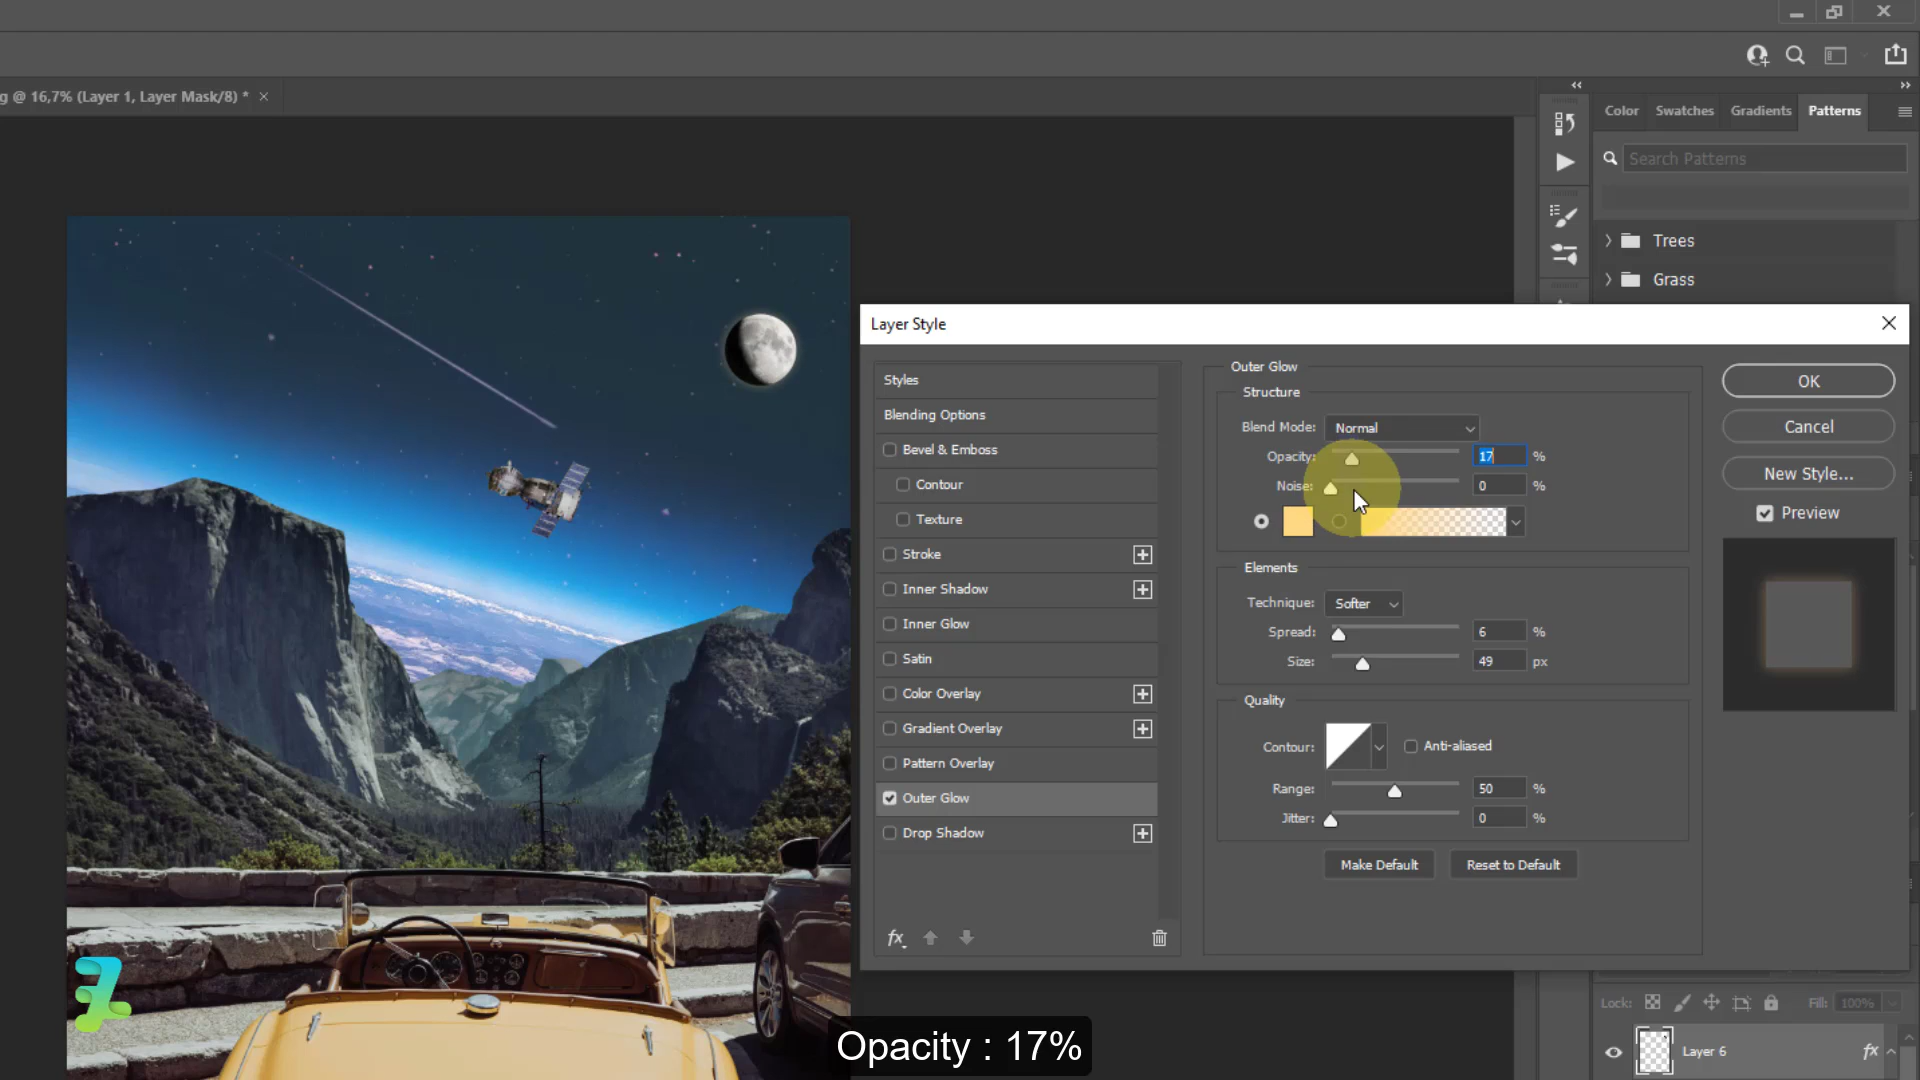 g @ 16,7% (Layer 1, Layer Mask/8) *
Color Swatches Gradients Patterns
Search Patterns
Trees
Grass
Layer Style
Styles
Blending Options
Bevel & Emboss
Contour
Texture
Stroke
Inner Shadow
Inner Glow
Satin
Color Overlay
Gradient Overlay
Pattern Overlay
Outer Glow
Drop Shadow
fx
Outer Glow
Structure
Blend Mode: Normal
Opacity: 17 %
Noise: 0 %
Elements
Technique: Softer
Spread: 6 %
Size: 49 px
Quality
Contour: Anti-aliased
Range: 50 %
Jitter: 0 %
Make Default Reset to Default
OK
Cancel
New Style...
Preview
Lock: Fill: 100%
Layer 6 fx
Opacity : 17%